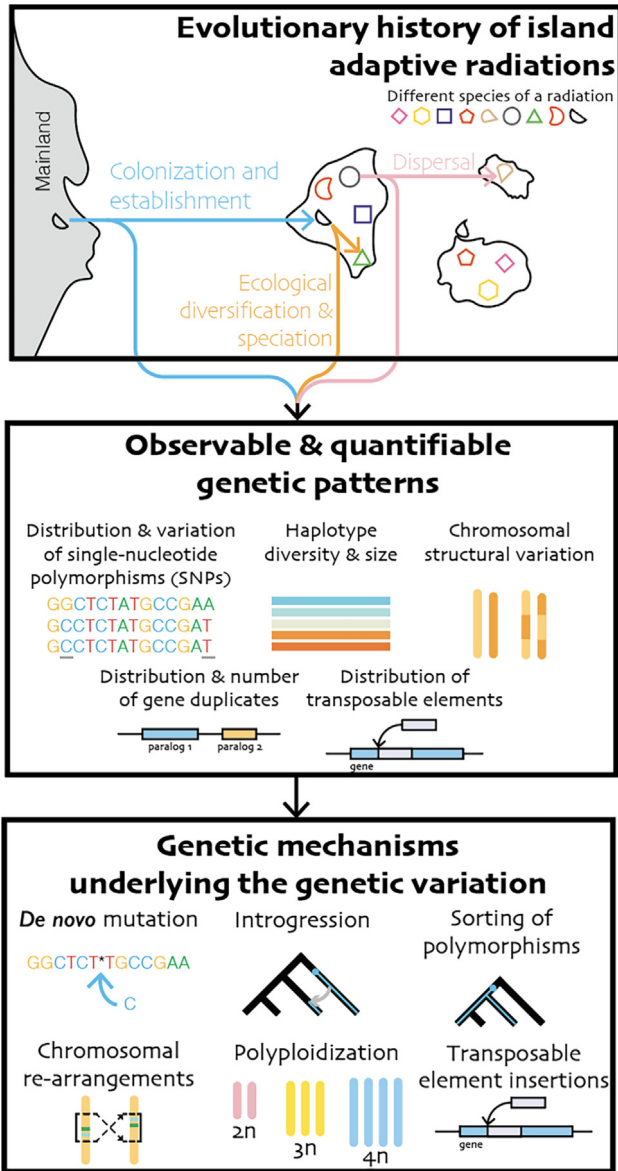 Evolutionary history of island
adaptive radiations
Different species of a radiation
Mainland
Colonization and
establishment
Dispersal
Ecological
diversification &
speciation
Observable & quantifiable
genetic patterns
Distribution & variation
of single-nucleotide
polymorphisms (SNPs)
GGCTCTATGCCGAA
GCCTCTATGCCGAT
GCCTCTATGCCGAT
Haplotype
diversity & size
Chromosomal
structural variation
Distribution & number
of gene duplicates
paralog 1
paralog 2
Distribution of
transposable elements
gene
Genetic mechanisms
underlying the genetic variation
De novo mutation
GGCTCT*TGCCGAA
C
Introgression
Sorting of
polymorphisms
Chromosomal
re-arrangements
Polyploidization
2n
3n
4n
Transposable
element insertions
gene